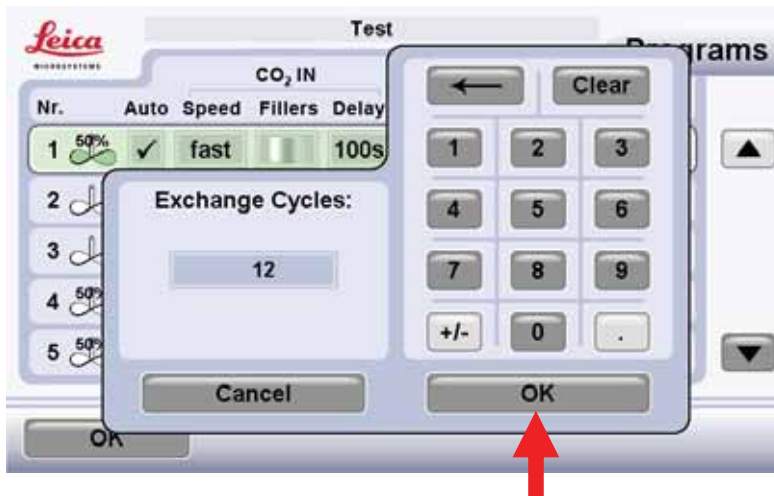 Leica
MICROSYSTEMS
Test
Programs
CO₂ IN
Nr. Auto Speed Fillers Delay
1 50% ✓ fast 100s
2
3
4 50%
5 50%
Exchange Cycles:
12
Cancel
← Clear
1 2 3
4 5 6
7 8 9
+/- 0 .
OK
OK